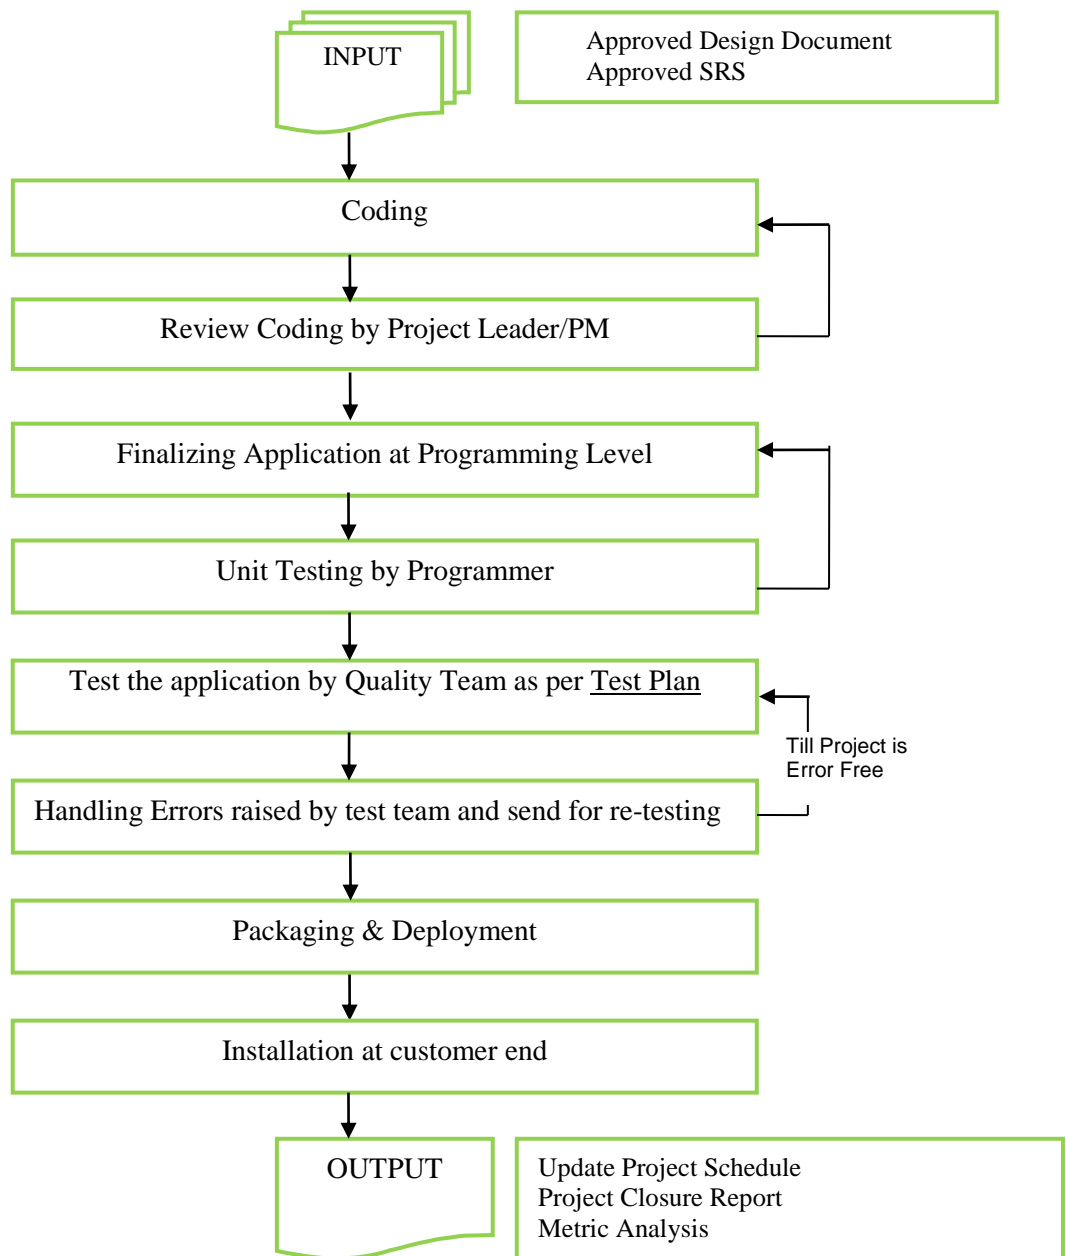 INPUT
Approved Design Document
Approved SRS
Coding
Review Coding by Project Leader/PM
Finalizing Application at Programming Level
Unit Testing by Programmer
Test the application by Quality Team as per Test Plan
Till Project is
Error Free
Handling Errors raised by test team and send for re-testing
Packaging & Deployment
Installation at customer end
OUTPUT
Update Project Schedule
Project Closure Report
Metric Analysis